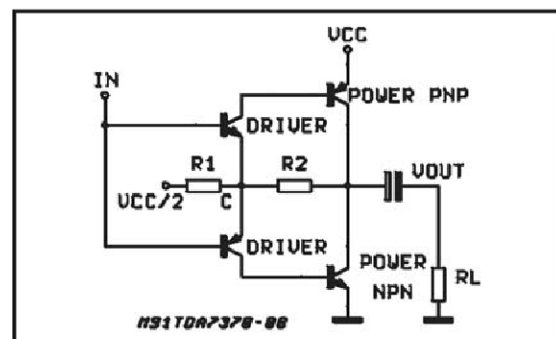 VCC
IN
POWER PNP
DRIVER
R1
R2
VOUT
VCC/2
C
DRIVER
POWER
NPN
RL
M91TDA7370-08